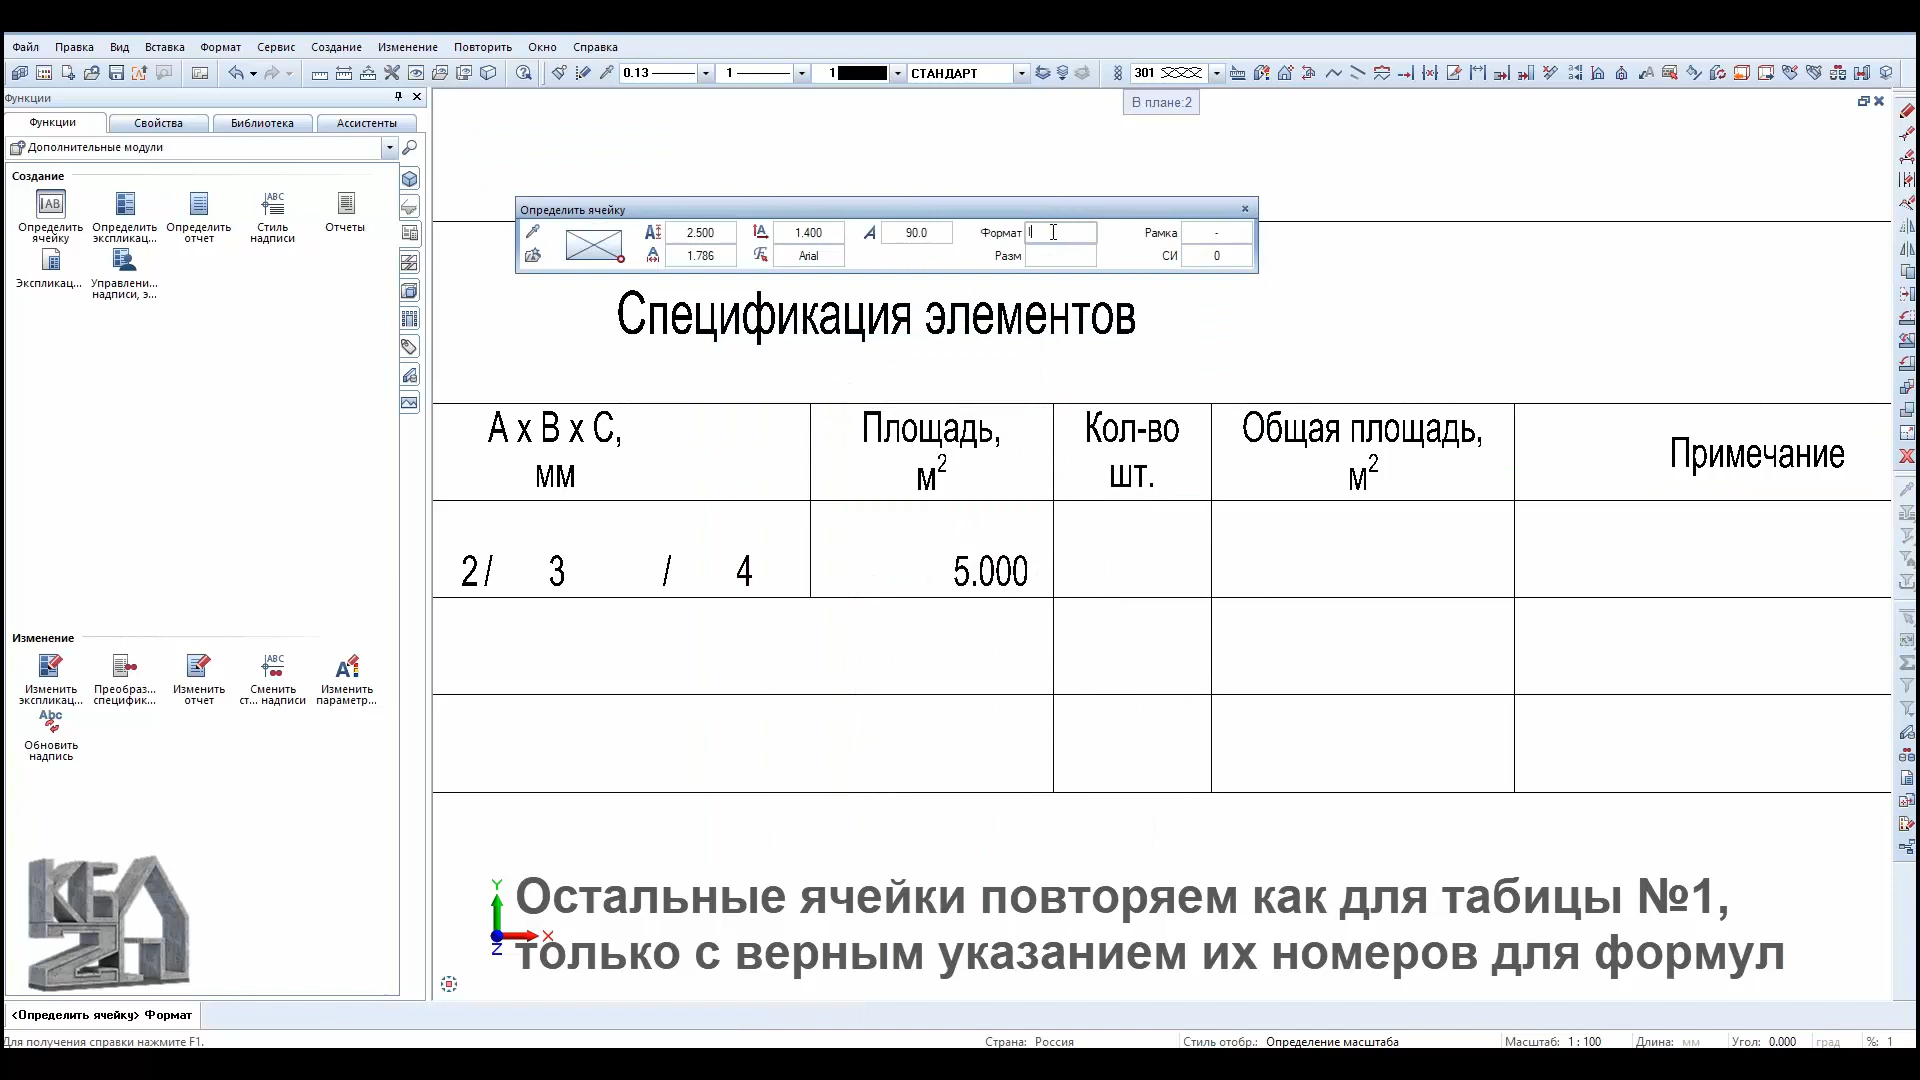 Файл Правка Вид Вставка Формат Сервис Создание Изменение Повторить Окно Справка
0.13 1 1 СТАНДАРТ 301
Функции
В плане:2
Функции Свойства Библиотека Ассистенты
Дополнительные модули
Создание
Определить ячейку
Определить экспликац...
Определить отчет
Стиль надписи
Отчеты
Экспликац...
Управлени... надписи, э...
Определить ячейку
2.500 1.400 90.0 Формат Рамка -
1.786 Arial Разм СИ 0
Спецификация элементов
А х В х С,
мм
Площадь,
м2
Кол-во
шт.
Общая площадь,
м2
Примечание
2 / 3 / 4 5.000
Изменение
Изменить экспликац...
Преобраз... специфик...
Изменить отчет
Сменить ст... надписи
Изменить параметр...
Обновить надпись
КБ
Y
X
Z
Остальные ячейки повторяем как для табицы №1,
только с верным указанием их номеров для формул
<Определить ячейку> Формат
Для получения справки нажмите F1.
Страна: Россия
Стиль отобр.: Определение масштаба
Масштаб: 1 : 100
Длина: мм
Угол: 0.000 град
%: 1